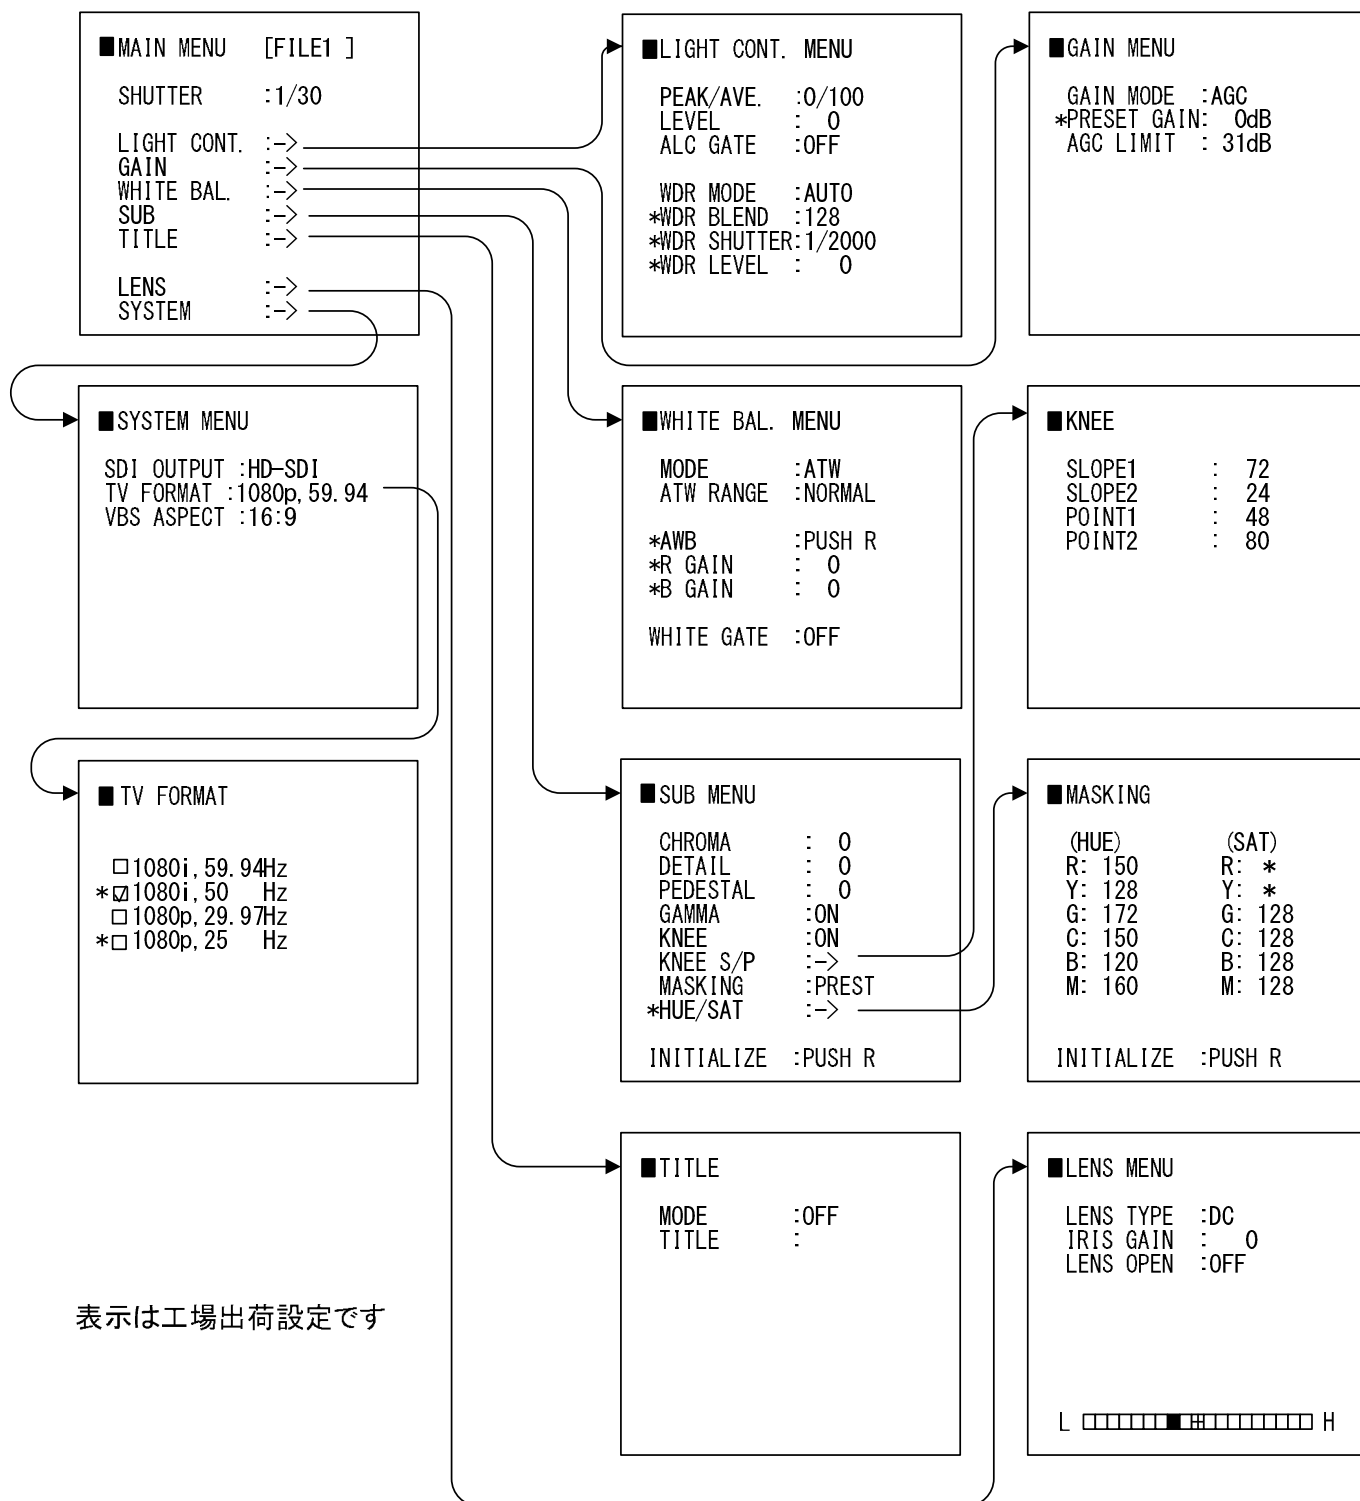 ■MAIN MENU [FILE1 ]
SHUTTER :1/30
LIGHT CONT. :->
GAIN :->
WHITE BAL. :->
SUB :->
TITLE :->
LENS :->
SYSTEM :->
■LIGHT CONT. MENU
PEAK/AVE. :0/100
LEVEL : 0
ALC GATE :OFF
WDR MODE :AUTO
*WDR BLEND :128
*WDR SHUTTER:1/2000
*WDR LEVEL : 0
■GAIN MENU
GAIN MODE :AGC
*PRESET GAIN: 0dB
AGC LIMIT : 31dB
■SYSTEM MENU
SDI OUTPUT :HD-SDI
TV FORMAT :1080p,59.94
VBS ASPECT :16:9
■WHITE BAL. MENU
MODE :ATW
ATW RANGE :NORMAL
*AWB :PUSH R
*R GAIN : 0
*B GAIN : 0
WHITE GATE :OFF
■KNEE
SLOPE1 : 72
SLOPE2 : 24
POINT1 : 48
POINT2 : 80
■TV FORMAT
□1080i,59.94Hz
*☑1080i,50 Hz
□1080p,29.97Hz
*□1080p,25 Hz
■SUB MENU
CHROMA : 0
DETAIL : 0
PEDESTAL : 0
GAMMA :ON
KNEE :ON
KNEE S/P :->
MASKING :PREST
*HUE/SAT :->
INITIALIZE :PUSH R
■MASKING
(HUE) (SAT)
R: 150 R: *
Y: 128 Y: *
G: 172 G: 128
C: 150 C: 128
B: 120 B: 128
M: 160 M: 128
INITIALIZE :PUSH R
■TITLE
MODE :OFF
TITLE :
■LENS MENU
LENS TYPE :DC
IRIS GAIN : 0
LENS OPEN :OFF
L H
表示は工場出荷設定です